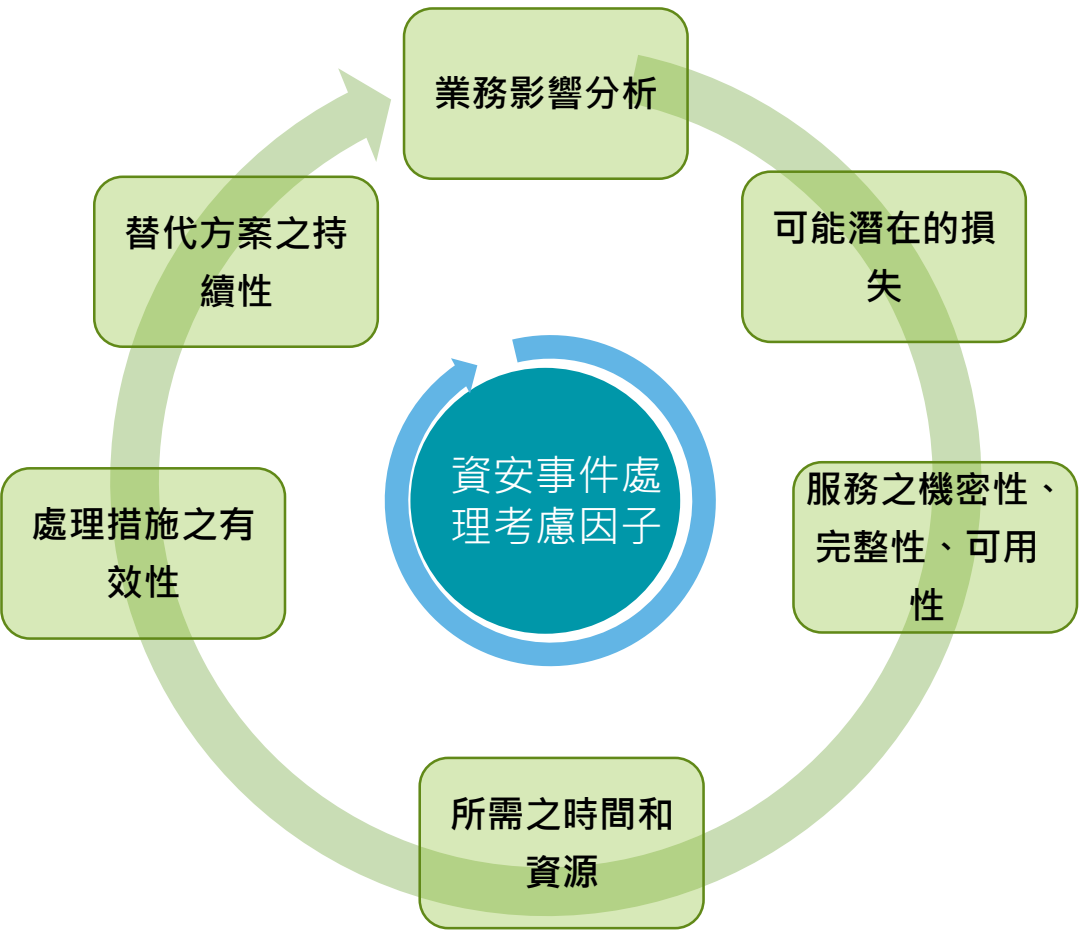 業務影響分析
可能潛在的損
失
服務之機密性、
完整性、可用
性
所需之時間和
資源
處理措施之有
效性
替代方案之持
續性
資安事件處
理考慮因子